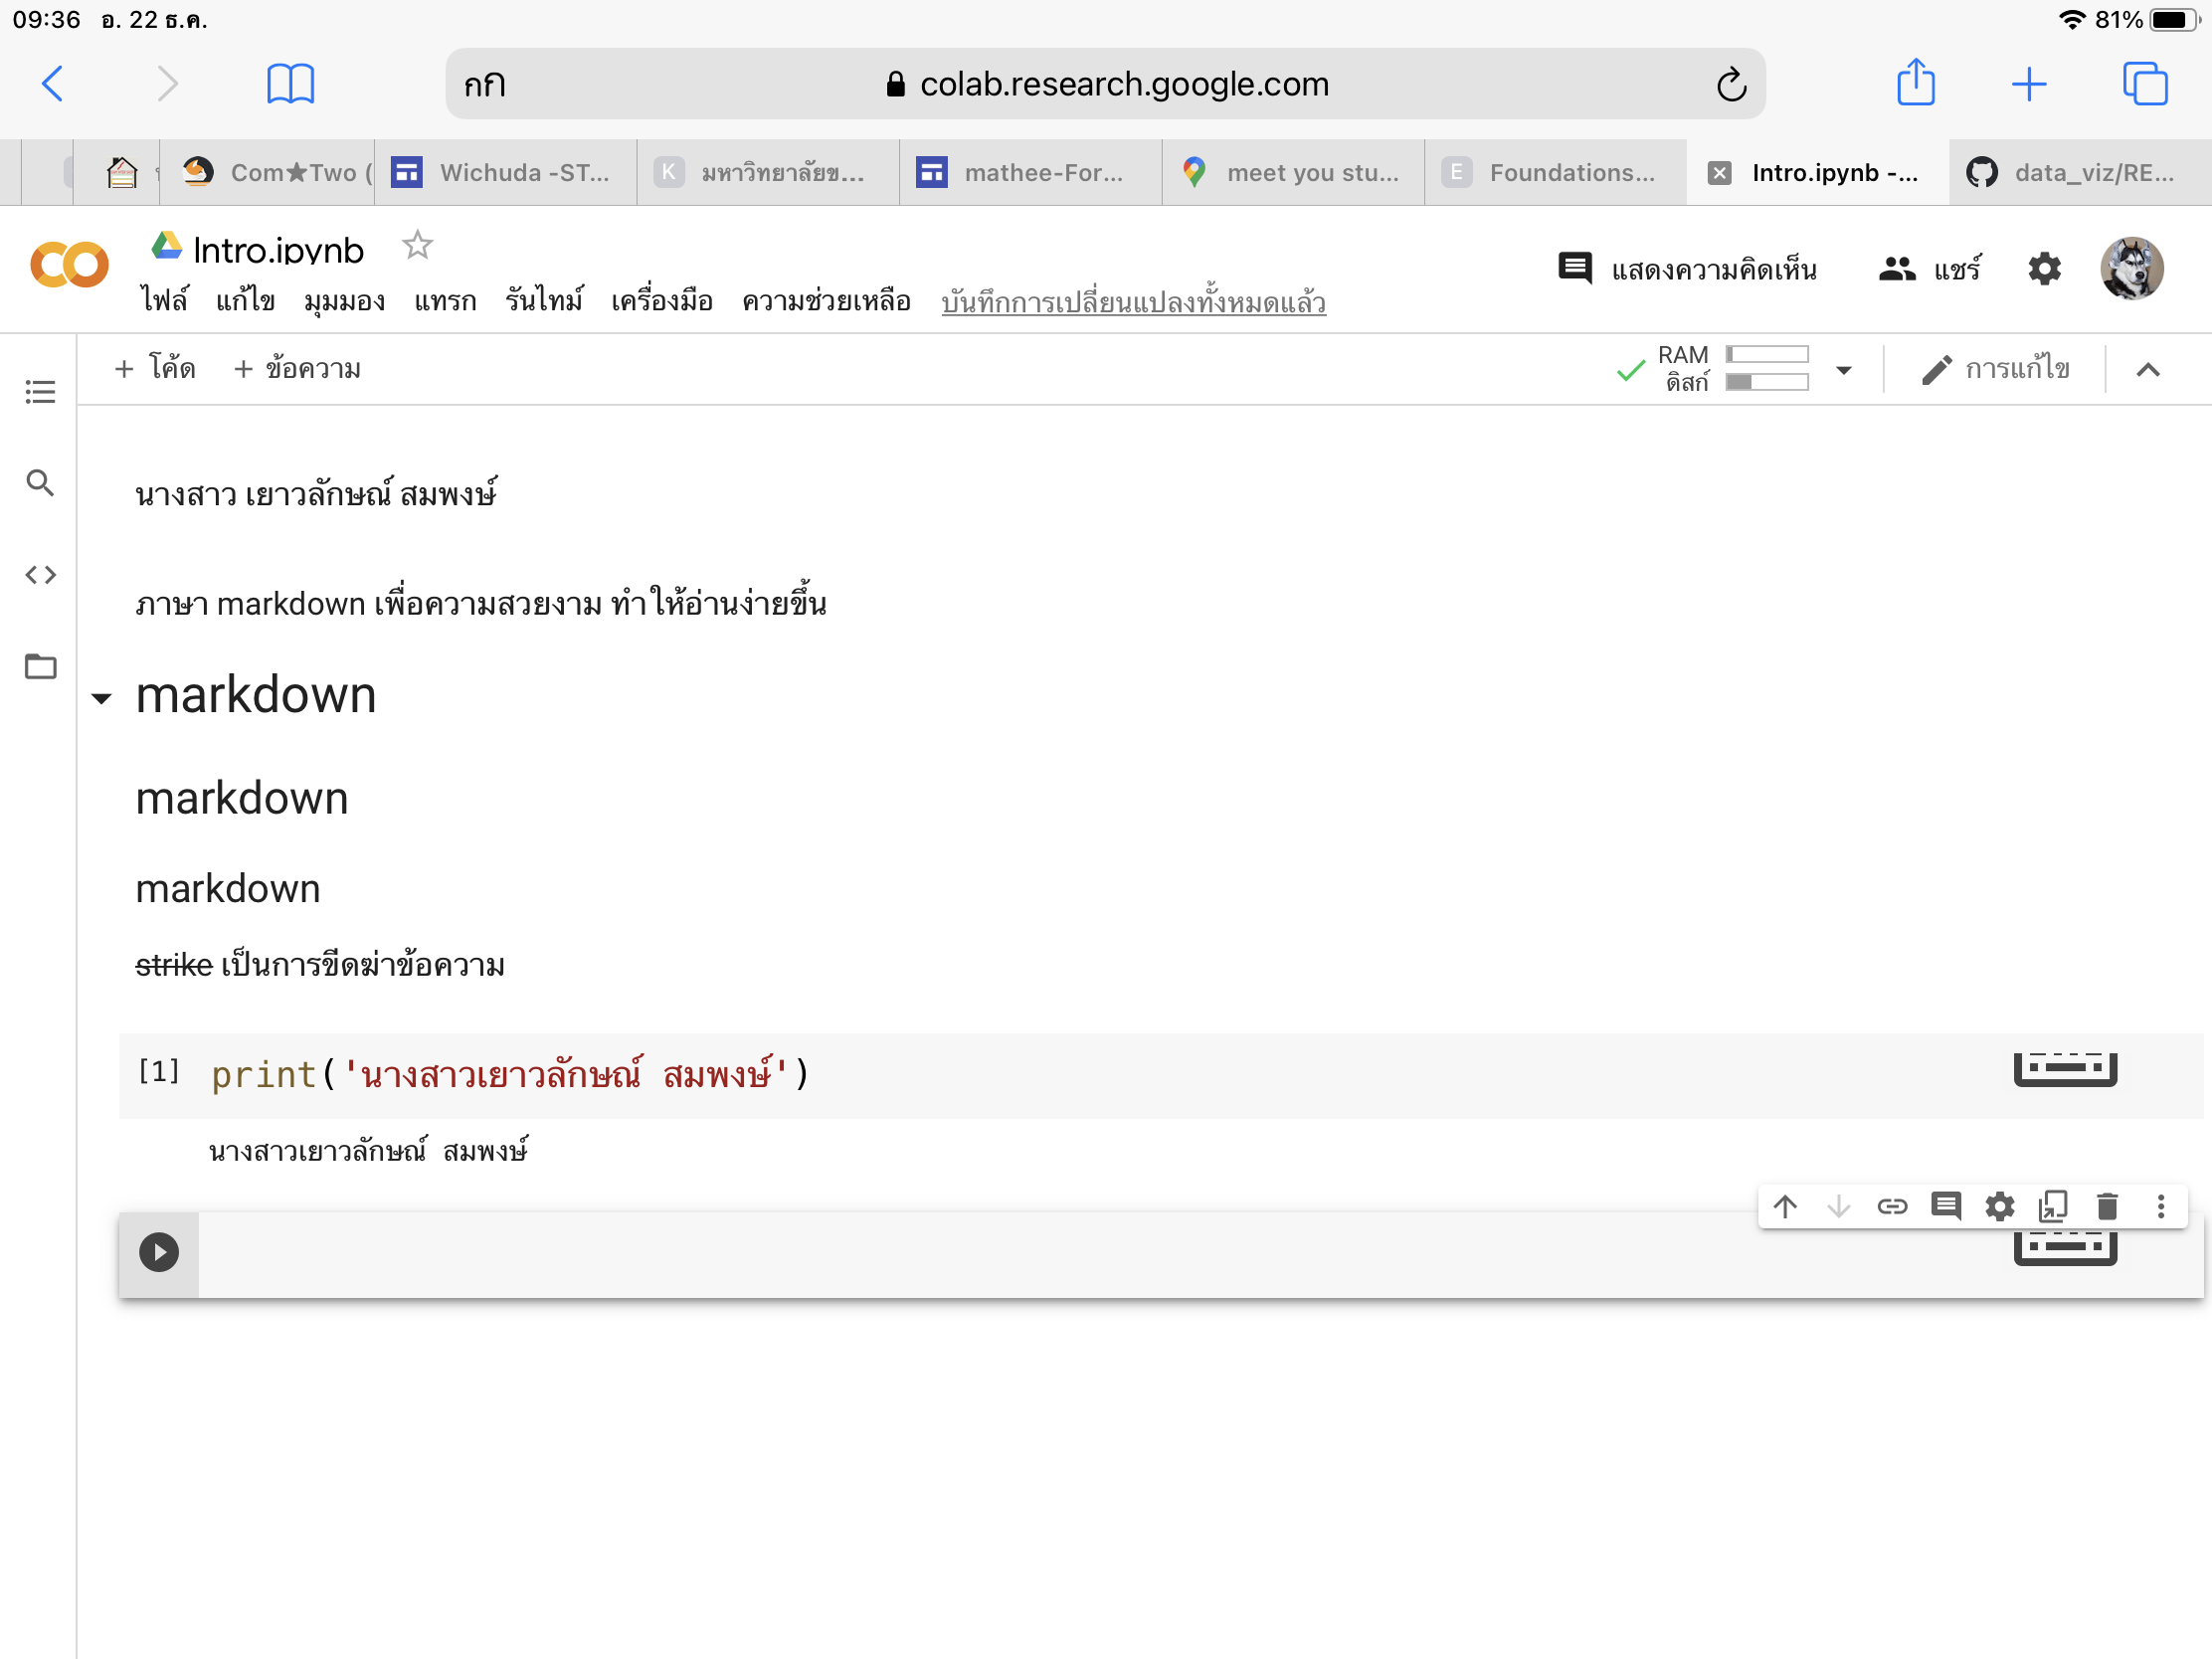 09:36 อ. 22 ธ.ค. 81%
กก colab.research.google.com
Com★Two ( Wichuda -ST... K มหาวิทยาลัยข... mathee-For... meet you stu... E Foundations... Intro.ipynb -... data_viz/RE...
Intro.ipynb
ไฟล์ แก้ไข มุมมอง แทรก รันไทม์ เครื่องมือ ความช่วยเหลือ บันทึกการเปลี่ยนแปลงทั้งหมดแล้ว
แสดงความคิดเห็น แชร์
+ โค้ด + ข้อความ
RAM
ดิสก์
การแก้ไข
นางสาว เยาวลักษณ์ สมพงษ์
ภาษา markdown เพื่อความสวยงาม ทำให้อ่านง่ายขึ้น
markdown
markdown
markdown
strike เป็นการขีดฆ่าข้อความ
[1] print('นางสาวเยาวลักษณ์ สมพงษ์')
นางสาวเยาวลักษณ์ สมพงษ์